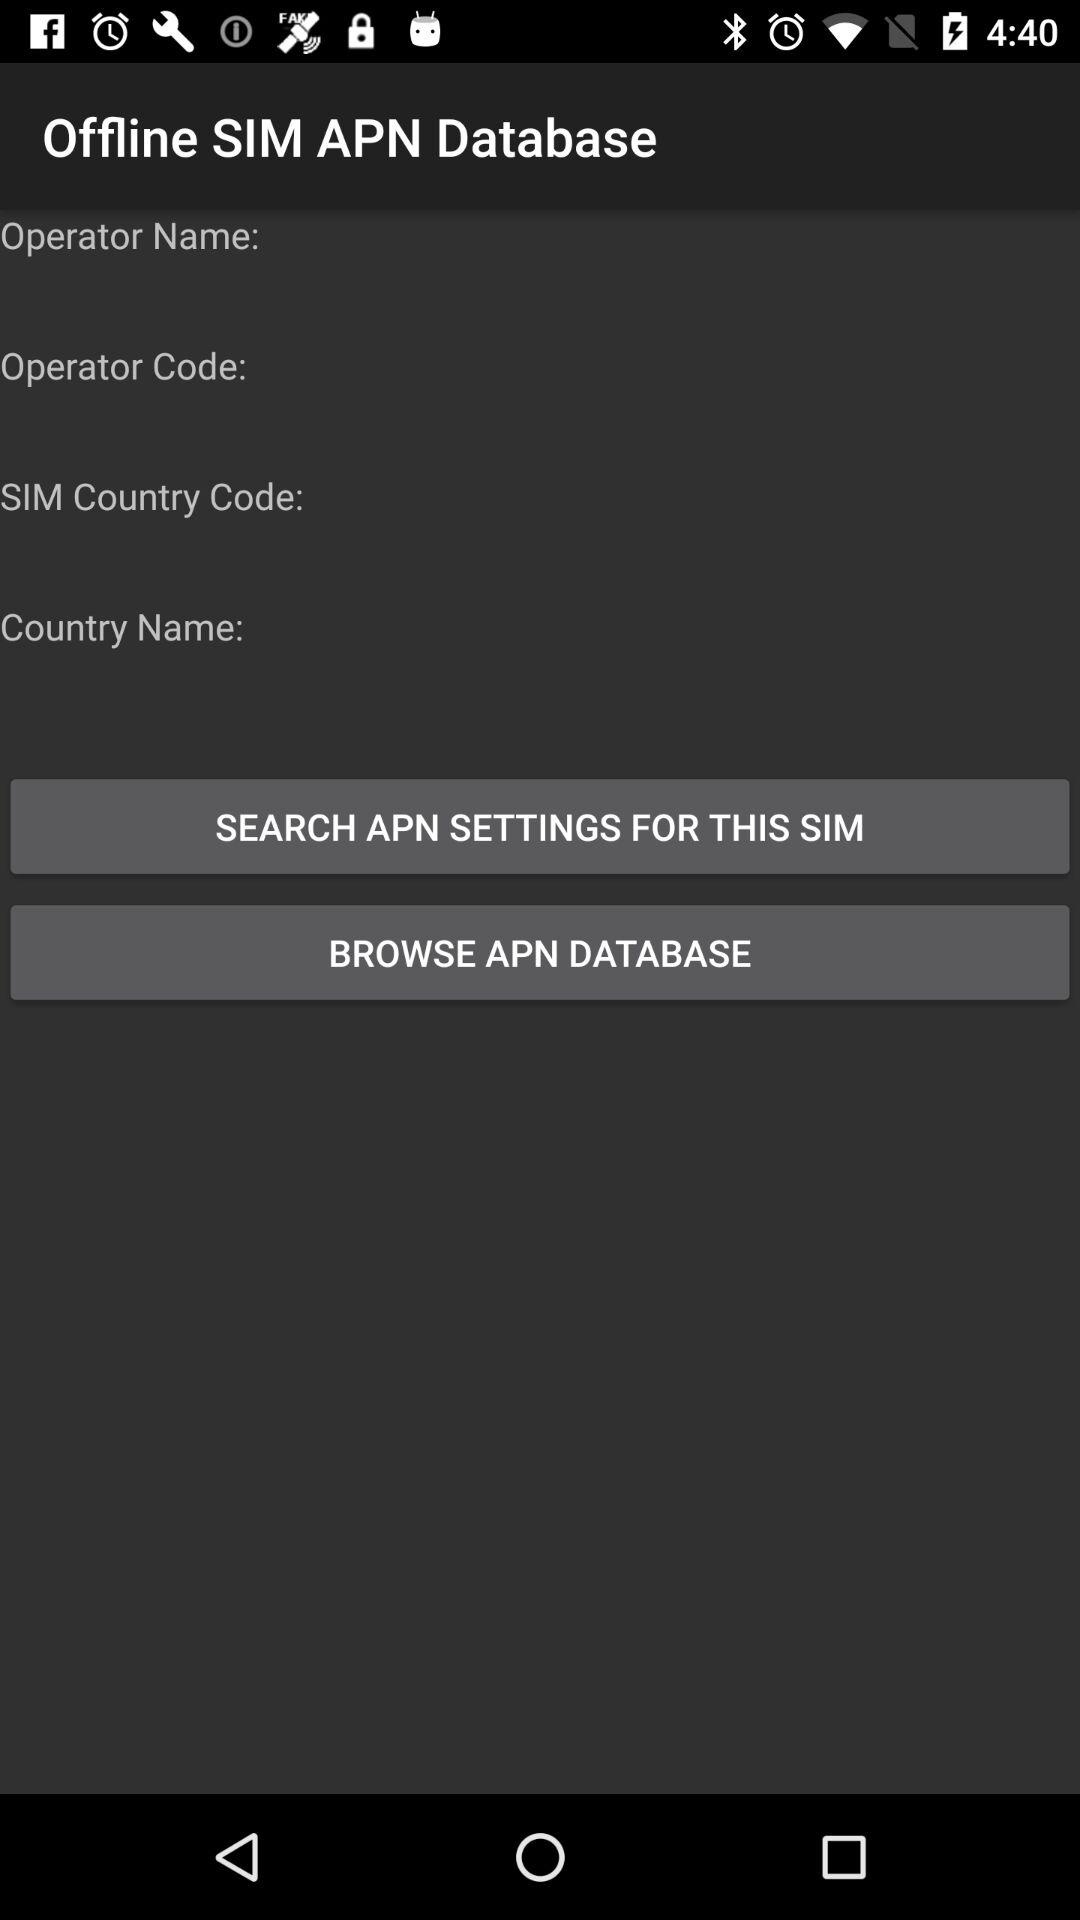 FAKE
4:40
Offline SIM APN Database
Operator Name:
Operator Code:
SIM Country Code:
Country Name:
SEARCH APN SETTINGS FOR THIS SIM
BROWSE APN DATABASE